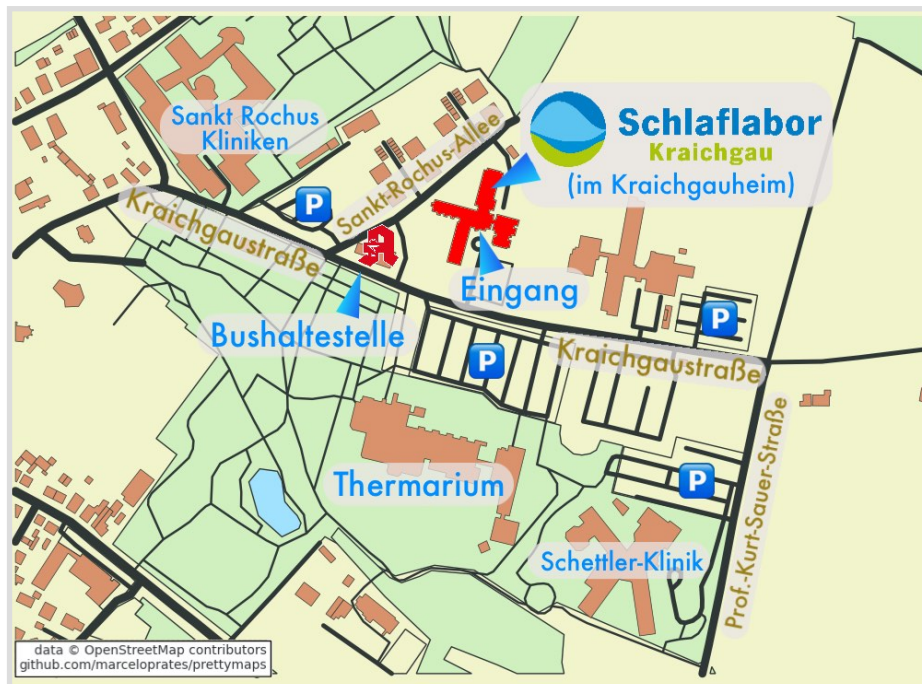 Sankt Rochus
Kliniken
Sankt-Rochus-Allee
Schlaflabor
Kraichgau
(im Kraichgauheim)
P
Kraichgaustraße
A
Eingang
Bushaltestelle
P
P
Kraichgaustraße
Thermarium
P
Prof.-Kurt-Sauer-Straße
Schettler-Klinik
data © OpenStreetMap contributors
github.com/marceloprates/prettymaps